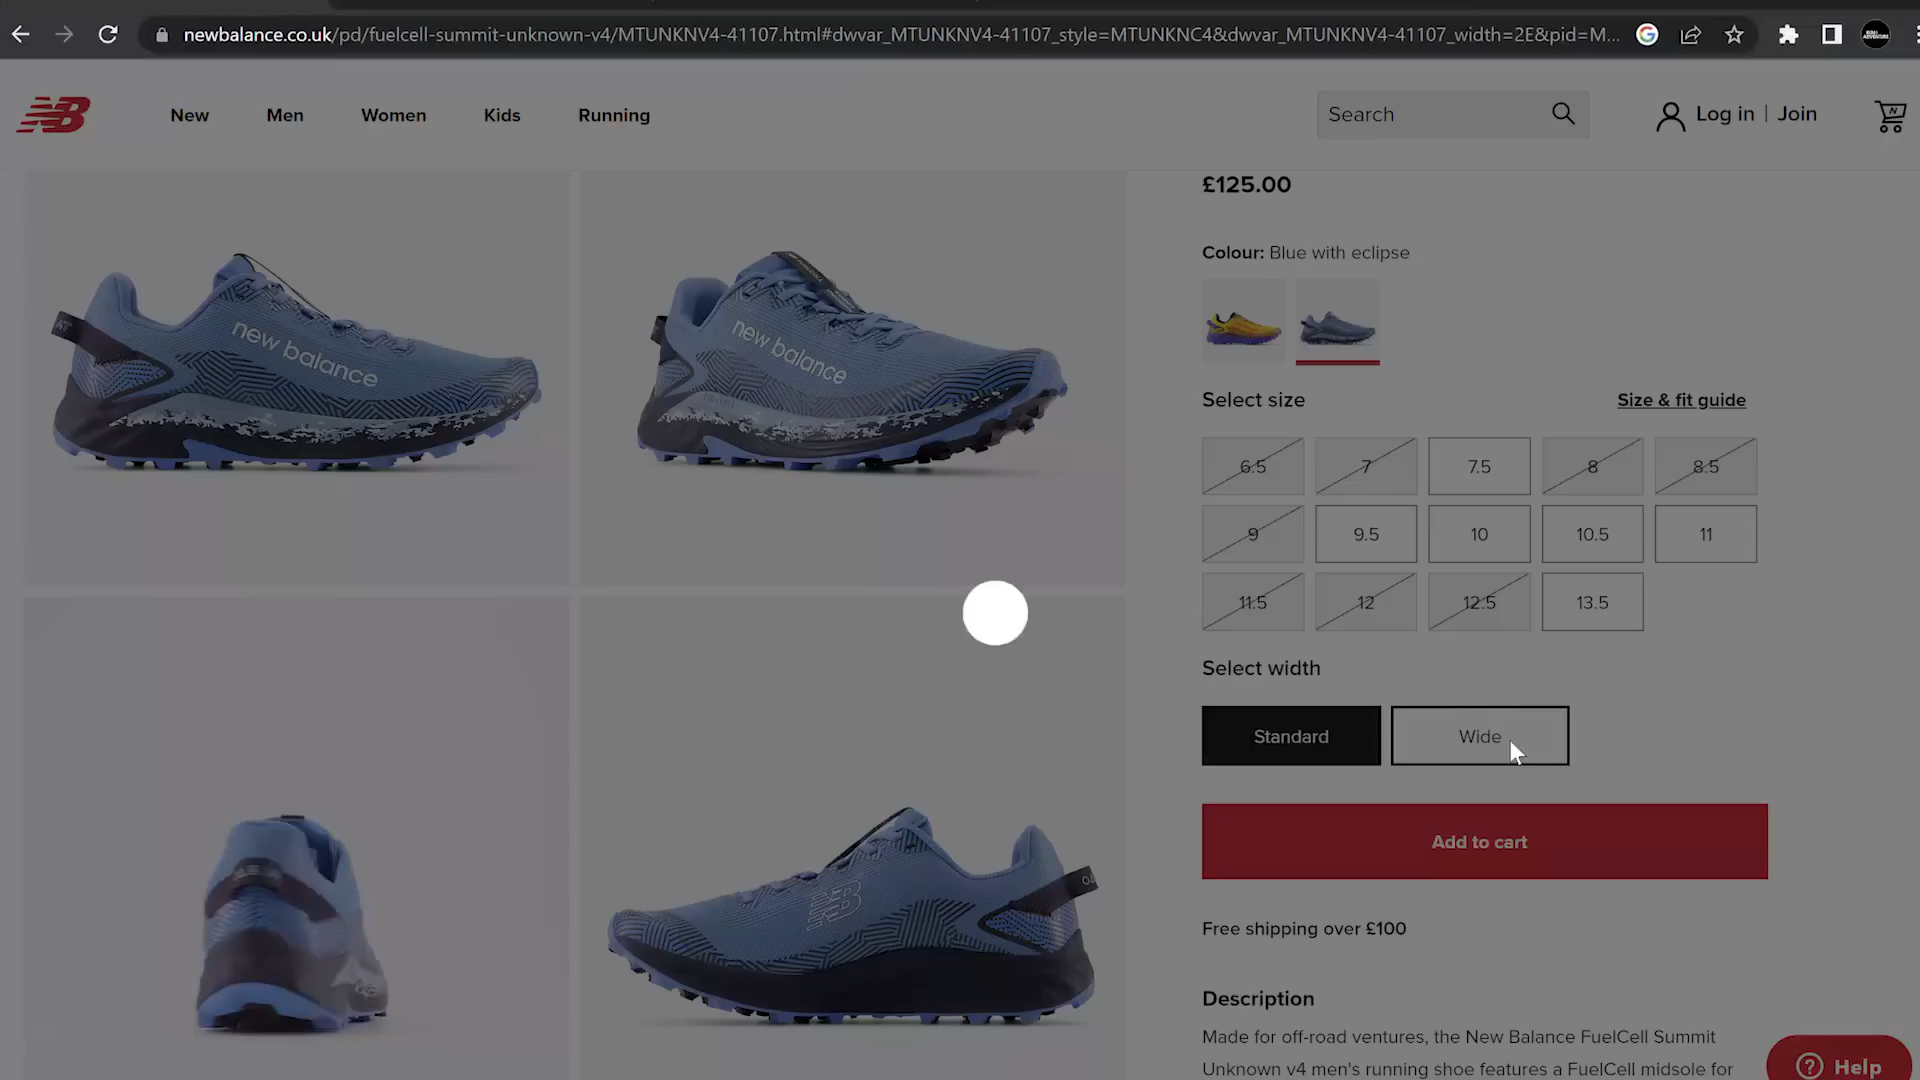 newbalance.co.uk/pd/fuelcell-summit-unknown-v4/MTUNKNV4-41107.html#dwvar_MTUNKNV4-41107_style=MTUNKNC4&dwvar_MTUNKNV4-41107_width=2E&pid=M...
New Men Women Kids Running Search Log in | Join
£125.00
Colour: Blue with eclipse
new balance
new balance
Select size Size & fit guide
6.5 7 7.5 8 8.5
9 9.5 10 10.5 11
11.5 12 12.5 13.5
Select width
Standard Wide
Add to cart
Free shipping over £100
Description
Made for off-road ventures, the New Balance FuelCell Summit
Unknown v4 men's running shoe features a FuelCell midsole for
Help